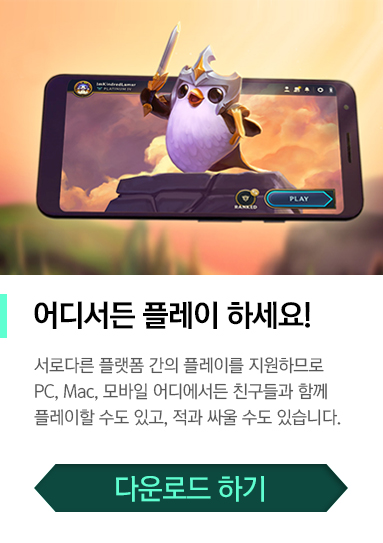 IxeKindredLamer
PLATINUM III
RANKED
PLAY
어디서든 플레이 하세요!
서로다른 플랫폼 간의 플레이를 지원하므로
PC, Mac, 모바일 어디에서든 친구들과 함께
플레이할 수도 있고, 적과 싸울 수도 있습니다.
다운로드 하기